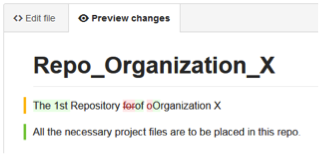 Edit file
Preview changes
Repo_Organization_X
The 1st Repository forof oOrganization X
All the necessary project files are to be placed in this repo.